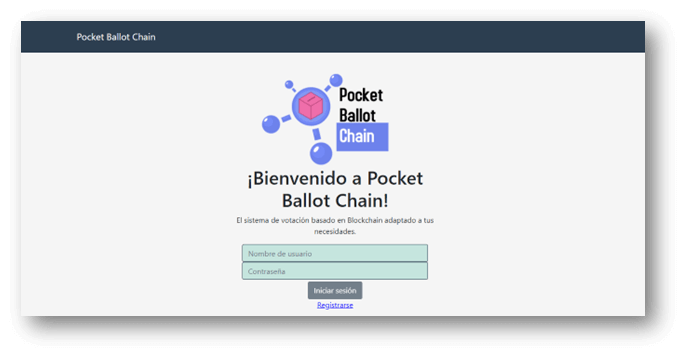 Pocket Ballot Chain
Pocket
Ballot
Chain
¡Bienvenido a Pocket
Ballot Chain!
El sistema de votación basado en Blockchain adaptado a tus
necesidades.
Nombre de usuario
Contraseña
Iniciar sesión
Registrarse